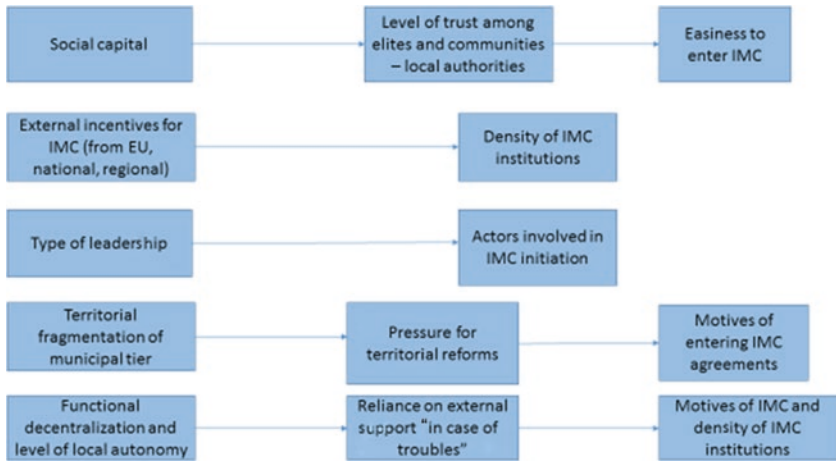 Social capital
Level of trust among
elites and communities
– local authorities
Easiness to
enter IMC
External incentives for
IMC (from EU,
national, regional)
Density of IMC
institutions
Type of leadership
Actors involved in
IMC initiation
Territorial
fragmentation of
municipal tier
Pressure for
territorial reforms
Motives of
entering IMC
agreements
Functional
decentralization and
level of local autonomy
Reliance on external
support “in case of
troubles”
Motives of IMC and
density of IMC
institutions